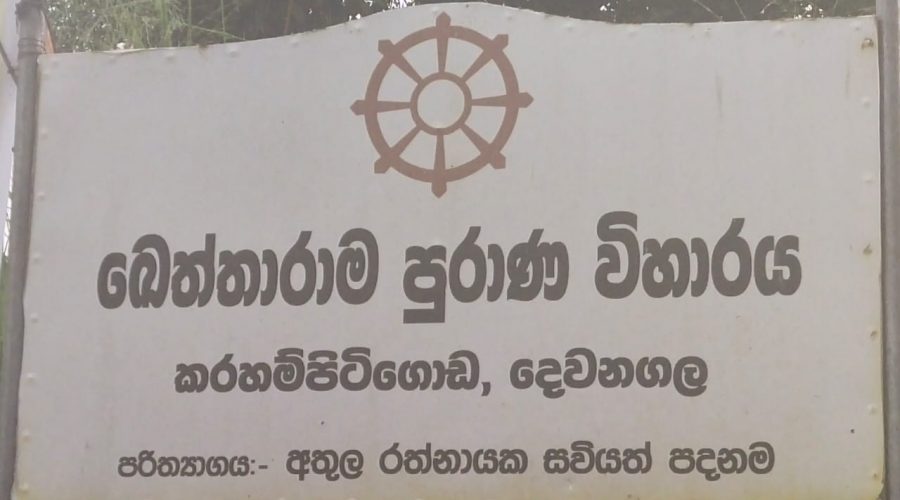 ඛෙත්තාරාම පුරාණ විහාරය
කරහම්පිටිගොඩ, දෙවනගල
පරිත්‍යාගය:- අතුල රත්නායක සවියත් පදනම